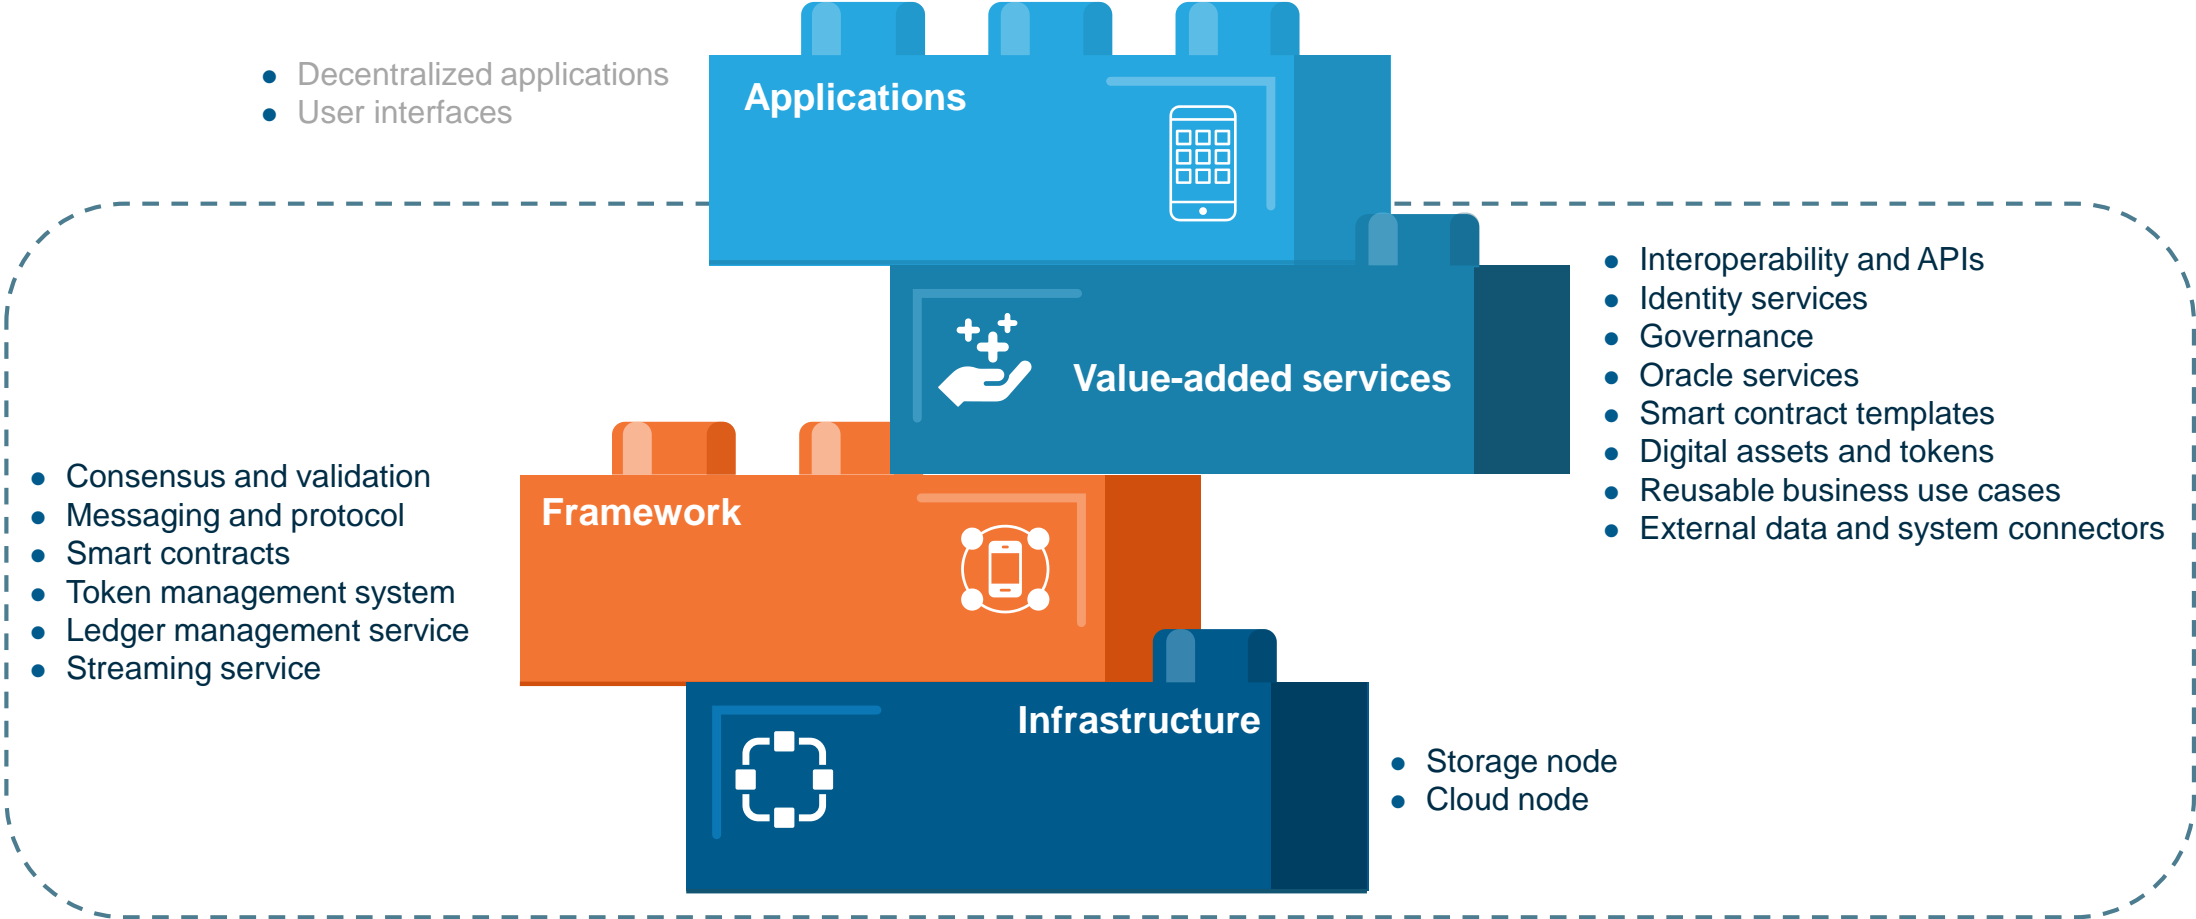 Decentralized applications
User interfaces
Applications
Interoperability and APIs
Identity services
Governance
Oracle services
Smart contract templates
Digital assets and tokens
Reusable business use cases
External data and system connectors
Value-added services
Consensus and validation
Messaging and protocol
Smart contracts
Token management system
Ledger management service
Streaming service
Framework
Infrastructure
Storage node
Cloud node